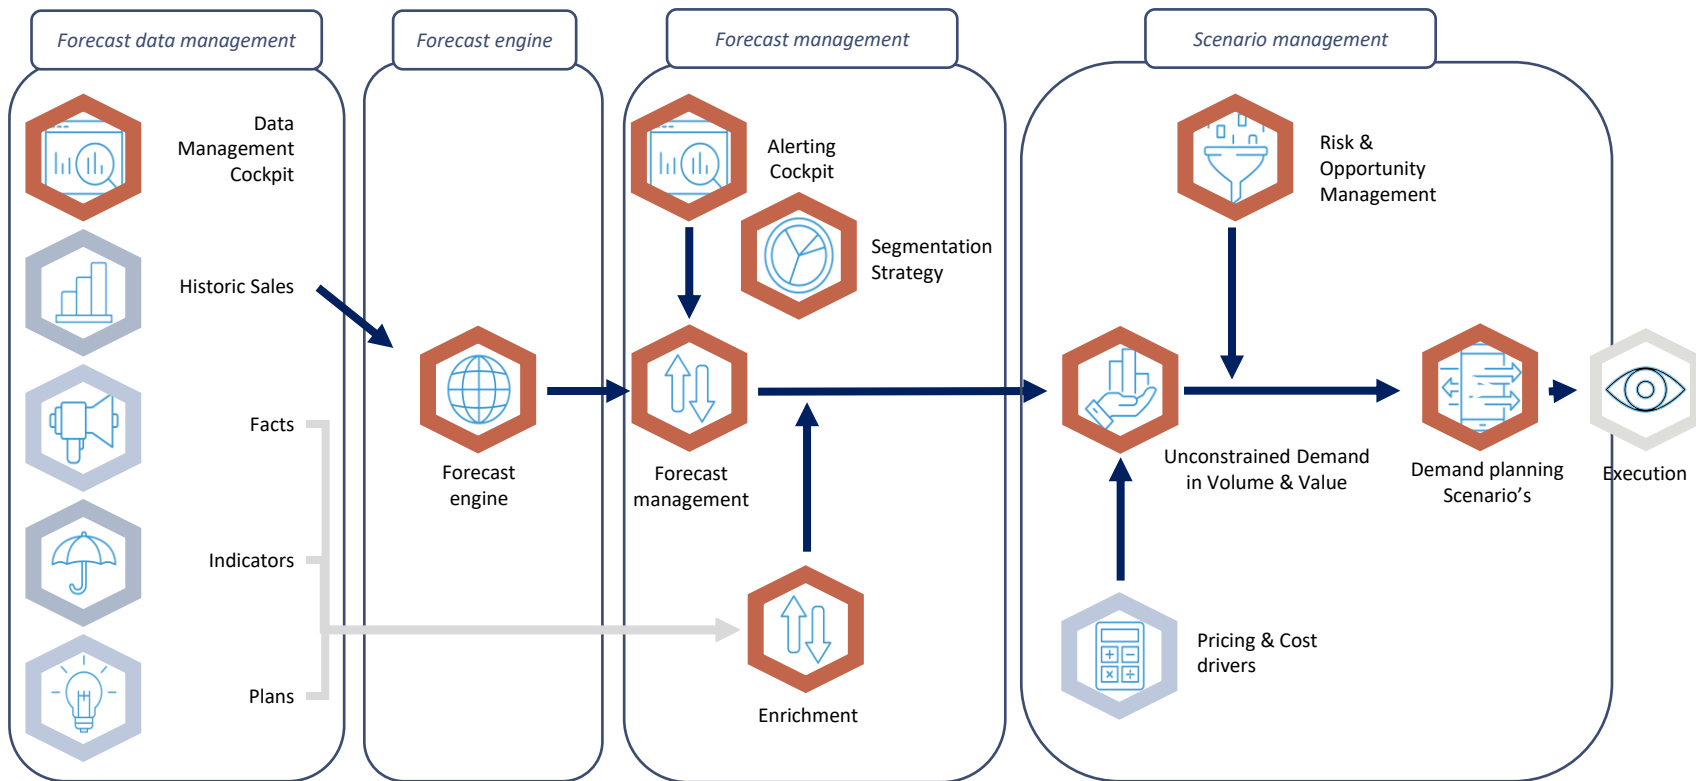 Forecast data management
Forecast engine
Forecast management
Scenario management
Data
Management
Cockpit
Historic Sales
Facts
Indicators
Plans
Forecast
engine
Alerting
Cockpit
Segmentation
Strategy
Forecast
management
Enrichment
Risk &
Opportunity
Management
Unconstrained Demand
in Volume & Value
Pricing & Cost
drivers
Demand planning
Scenario’s
Execution